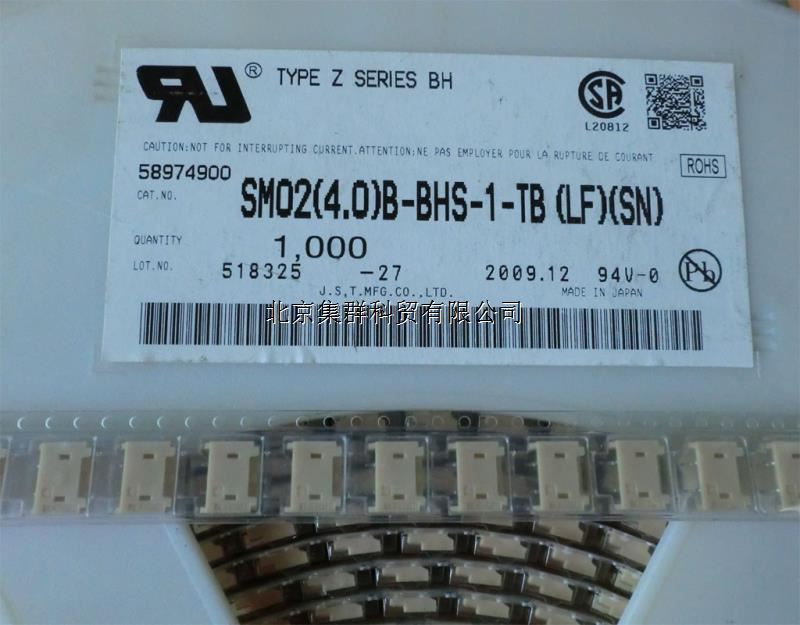 ® TYPE Z SERIES BH
CSA
L20812
CAUTION:NOT FOR INTERRUPTING CURRENT.ATTENTION:NE PAS EMPLOYER POUR LA RUPTURE DE COURANT
58974900
ROHS
CAT.NO. SM02(4.0)B-BHS-1-TB (LF)(SN)
QUANTITY 1,000
LOT.NO. 518325 -27 2009.12 94V-0 Pb
J.S.T.MFG.CO.,LTD. MADE IN JAPAN
北京集群科贸有限公司